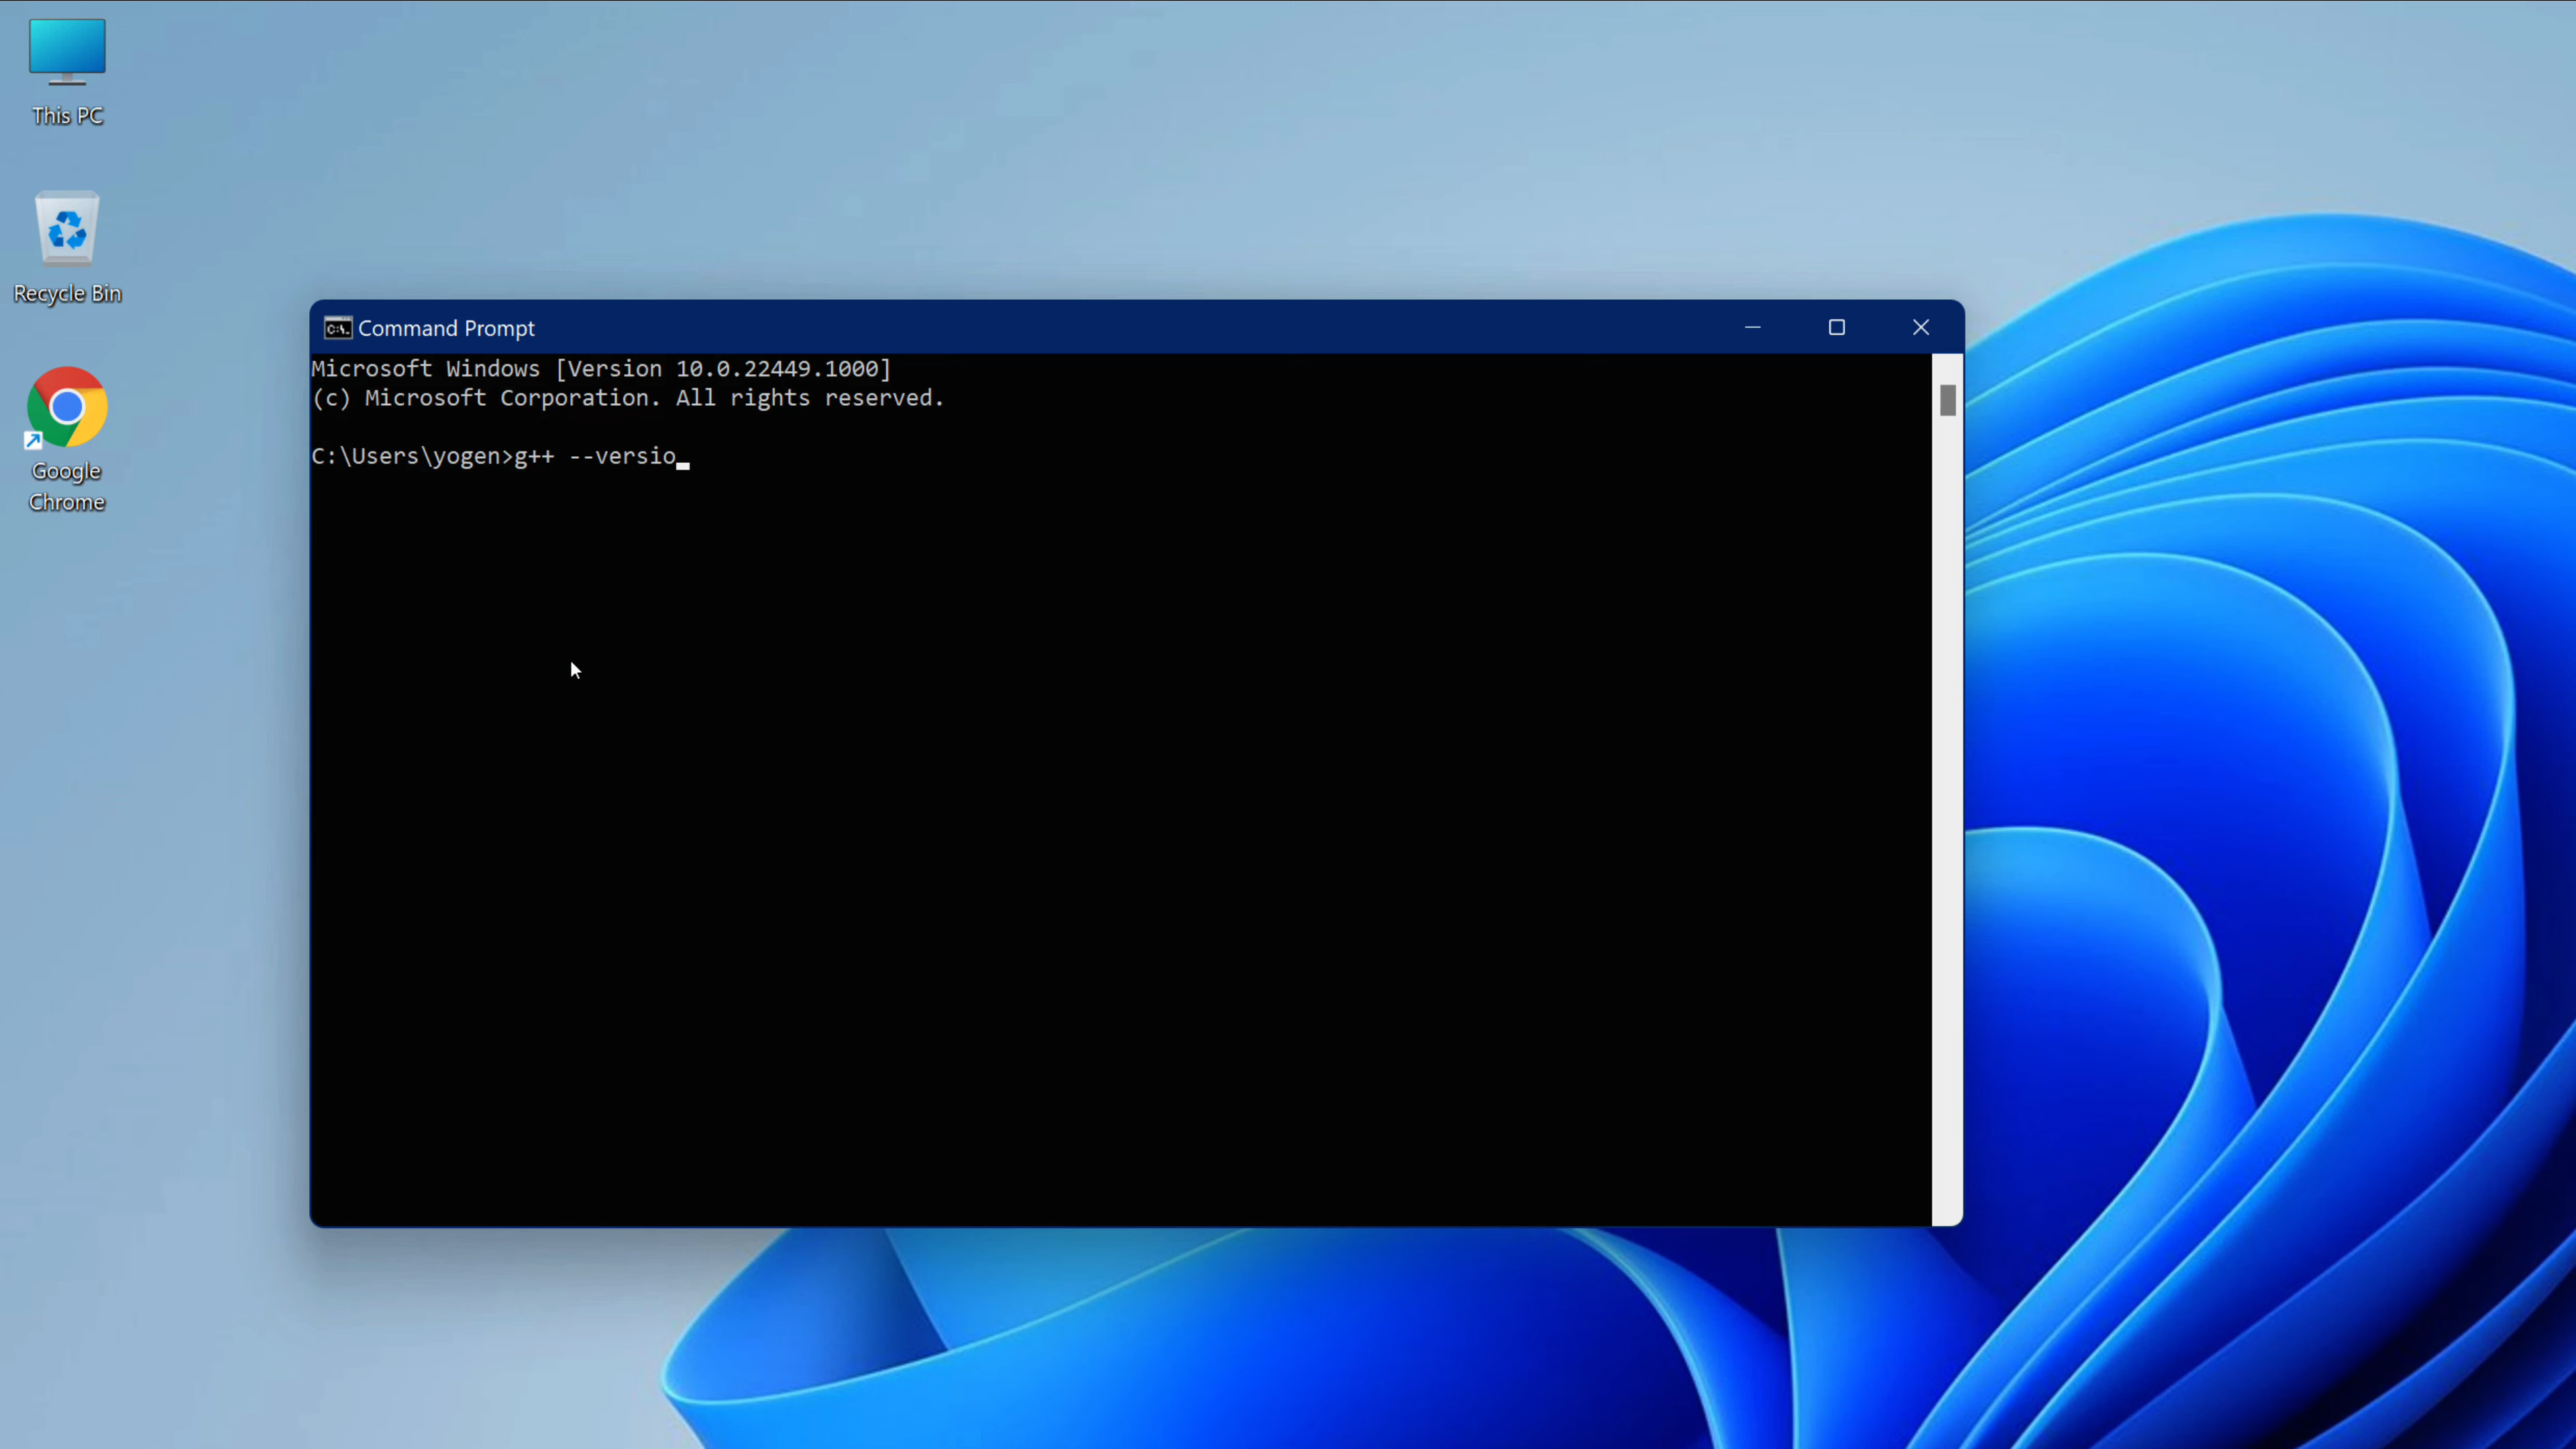 This PC
Recycle Bin
Google
Chrome
C:\.
Command Prompt
Microsoft Windows [Version 10.0.22449.1000]
(c) Microsoft Corporation. All rights reserved.
C:\Users\yogen>g++ --versio_